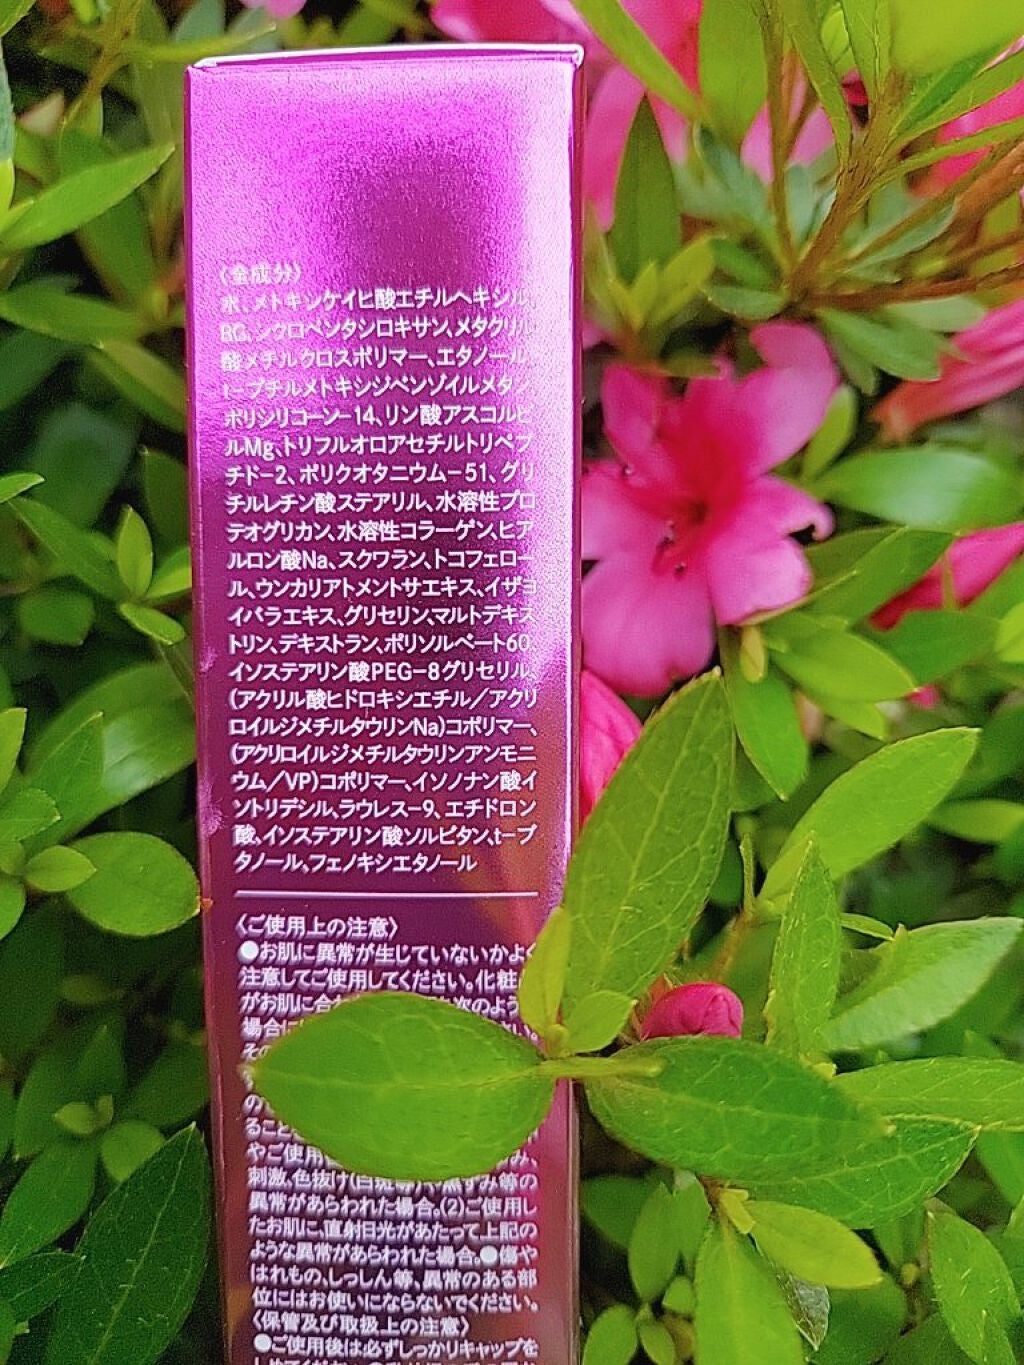 〈全成分〉
水、メトキシケイヒ酸エチルヘキシル、
BG、シクロペンタシロキサン、メタクリル
酸メチルクロスポリマー、エタノール、
t-ブチルメトキシジベンゾイルメタン、
ポリシリコーン-14、リン酸アスコルビ
ルMg、トリフルオロアセチルトリペプ
チド-2、ポリクオタニウム-51、グリ
チルレチン酸ステアリル、水溶性プロ
テオグリカン、水溶性コラーゲン、ヒア
ルロン酸Na、スクワラン、トコフェロー
ル、ウンカリアトメントサエキス、イザヨ
イバラエキス、グリセリン、マルトデキス
トリン、デキストラン、ポリソルベート60、
イソステアリン酸PEG-8グリセリル、
(アクリル酸ヒドロキシエチル/アクリ
ロイルジメチルタウリンNa)コポリマー、
(アクリロイルジメチルタウリンアンモニ
ウム/VP)コポリマー、イソノナン酸イ
ソトリデシル、ラウレス-9、エチドロン
酸、イソステアリン酸ソルビタン、t-ブ
タノール、フェノキシエタノール
〈ご使用上の注意〉
●お肌に異常が生じていないかよく
注意してご使用してください。化粧
がお肌に合わ 次のよう
場合に
その
の
ること
やご使用 み、
刺激、色抜け(白斑等) 黒ずみ等の
異常があらわれた場合。(2)ご使用し
たお肌に、直射日光があたって上記の
ような異常があらわれた場合。●傷や
はれもの、しっしん等、異常のある部
位にはお使いにならないでください。
〈保管及び取扱上の注意〉
●ご使用後は必ずしっかりキャップを